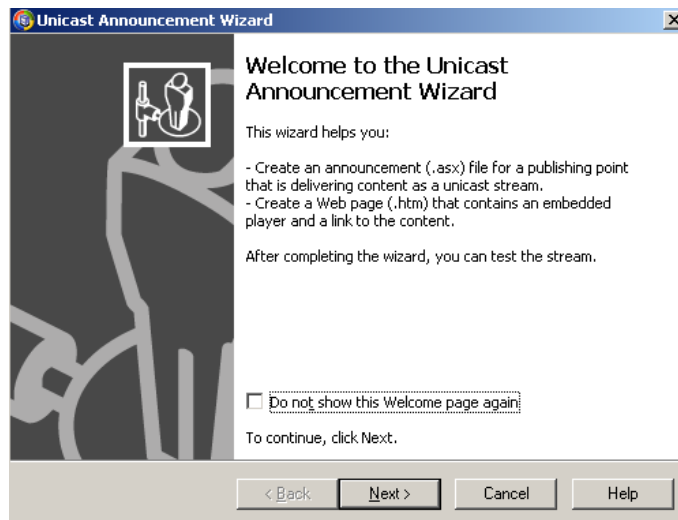 Unicast Announcement Wizard
Welcome to the Unicast
Announcement Wizard
This wizard helps you:
- Create an announcement (.asx) file for a publishing point
that is delivering content as a unicast stream.
- Create a Web page (.htm) that contains an embedded
player and a link to the content.
After completing the wizard, you can test the stream.
Do not show this Welcome page again
To continue, click Next.
< Back Next > Cancel Help